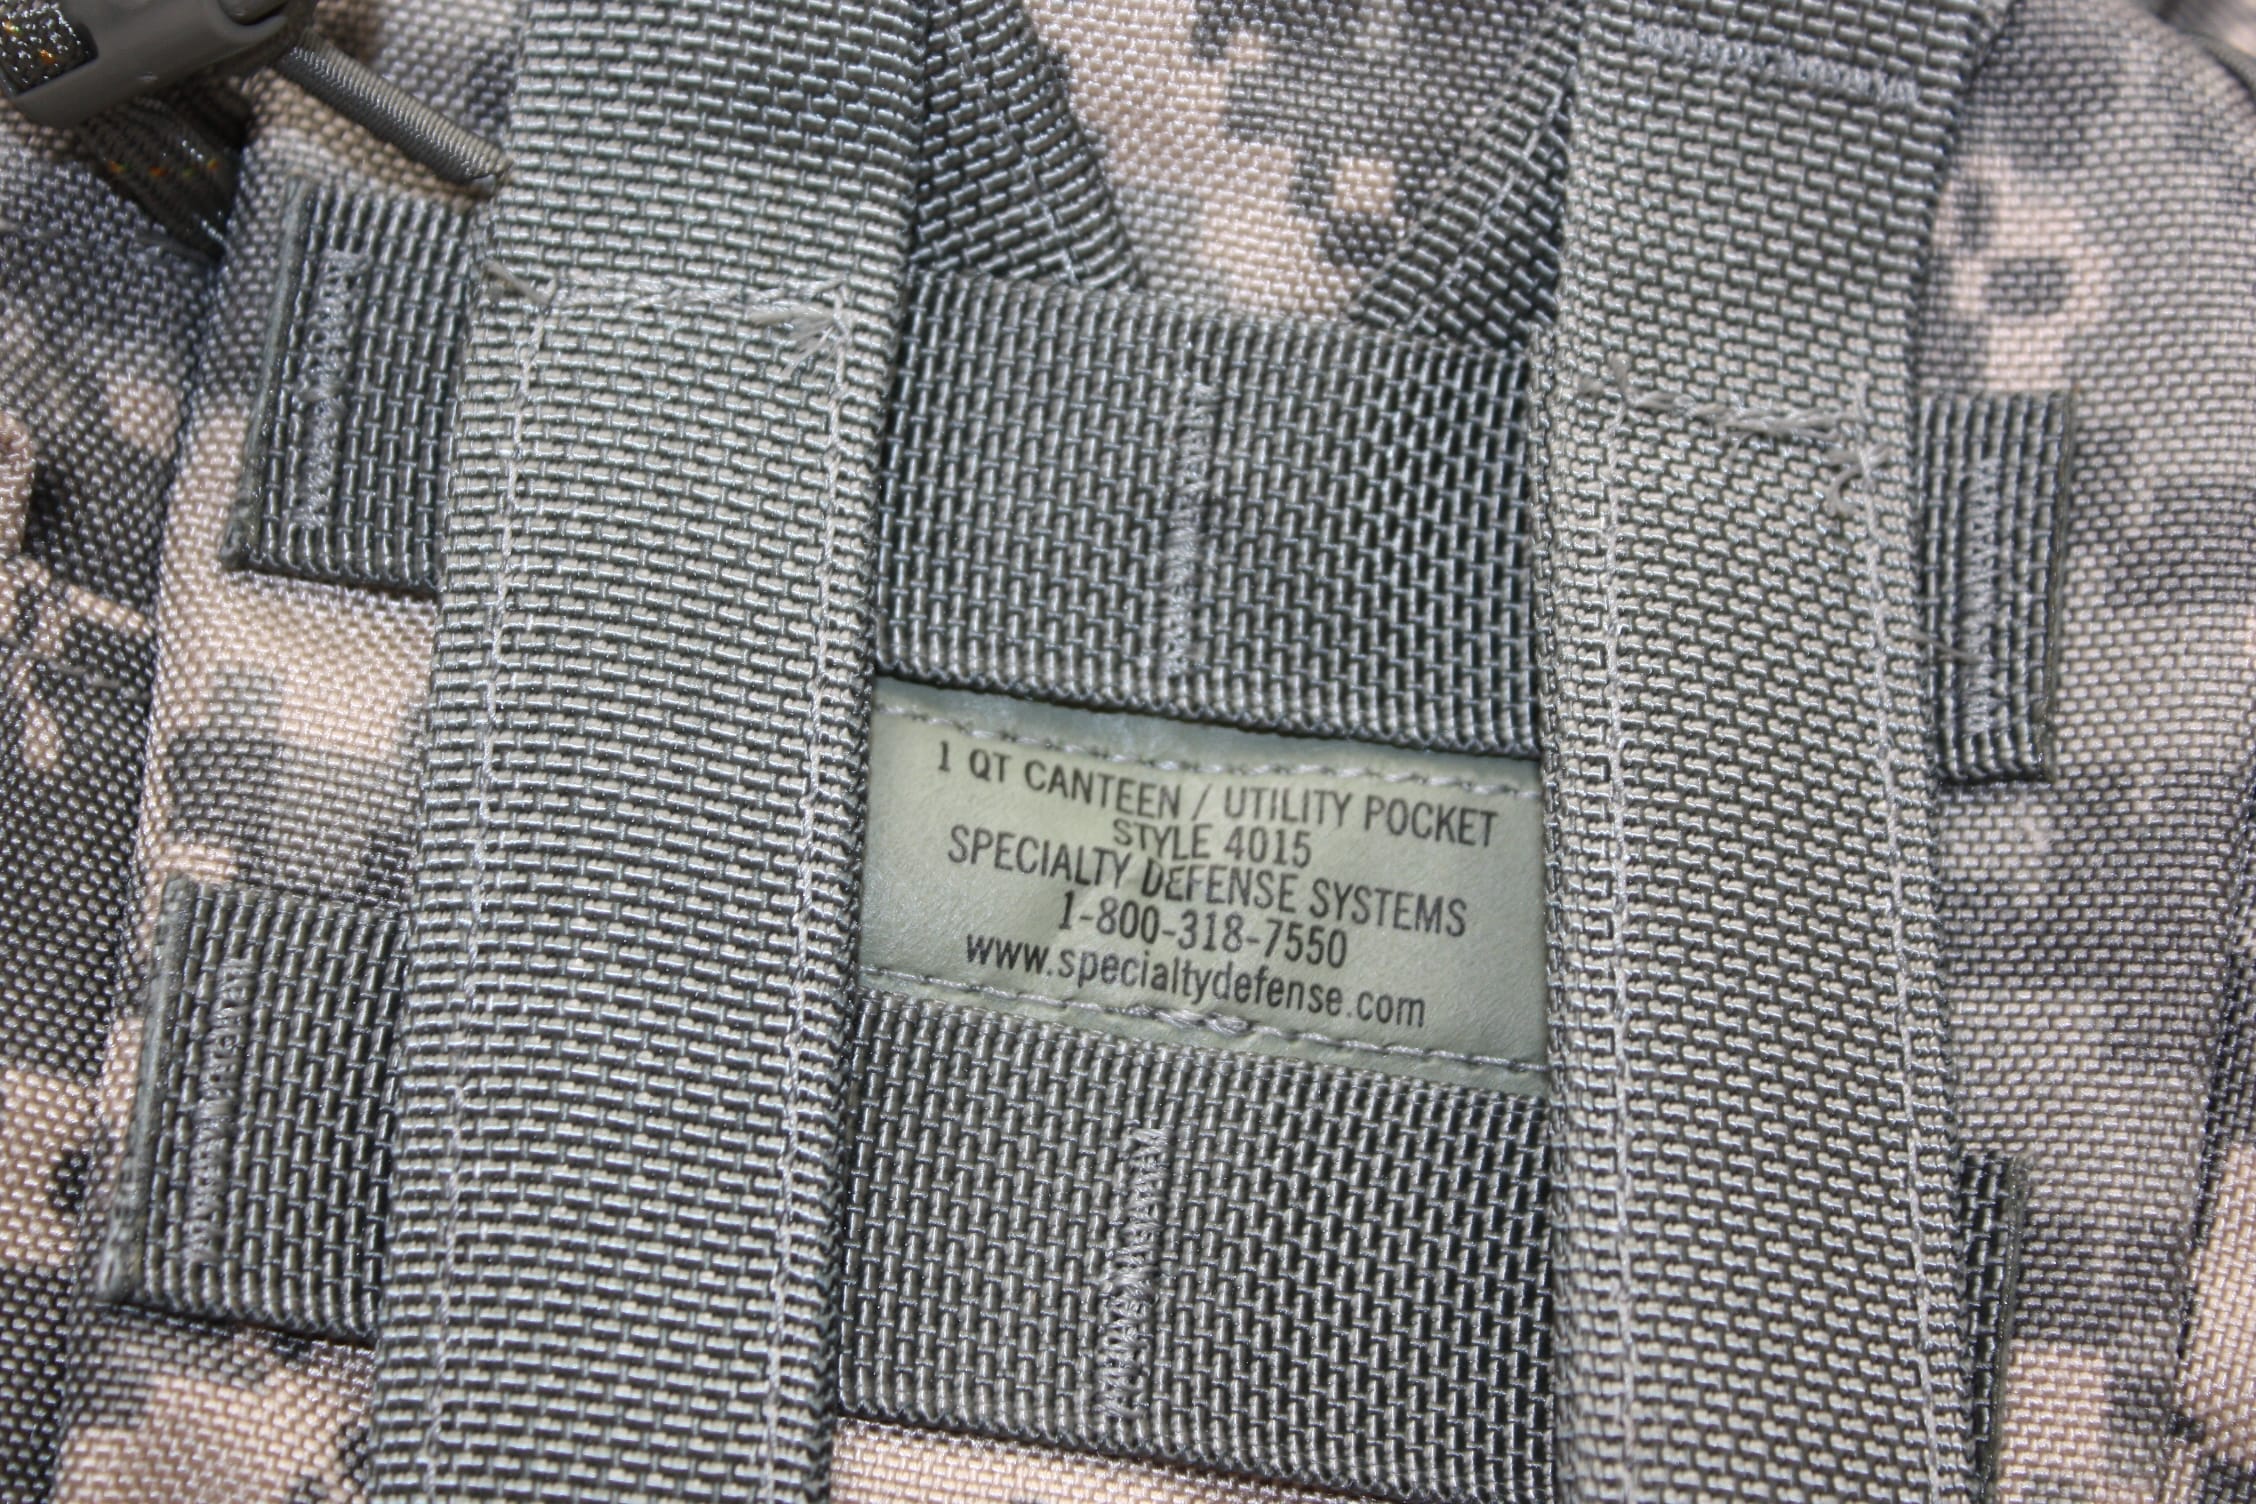 1 QT CANTEEN / UTILITY POCKET
STYLE 4015
SPECIALTY DEFENSE SYSTEMS
1-800-318-7550
www.specialtydefense.com